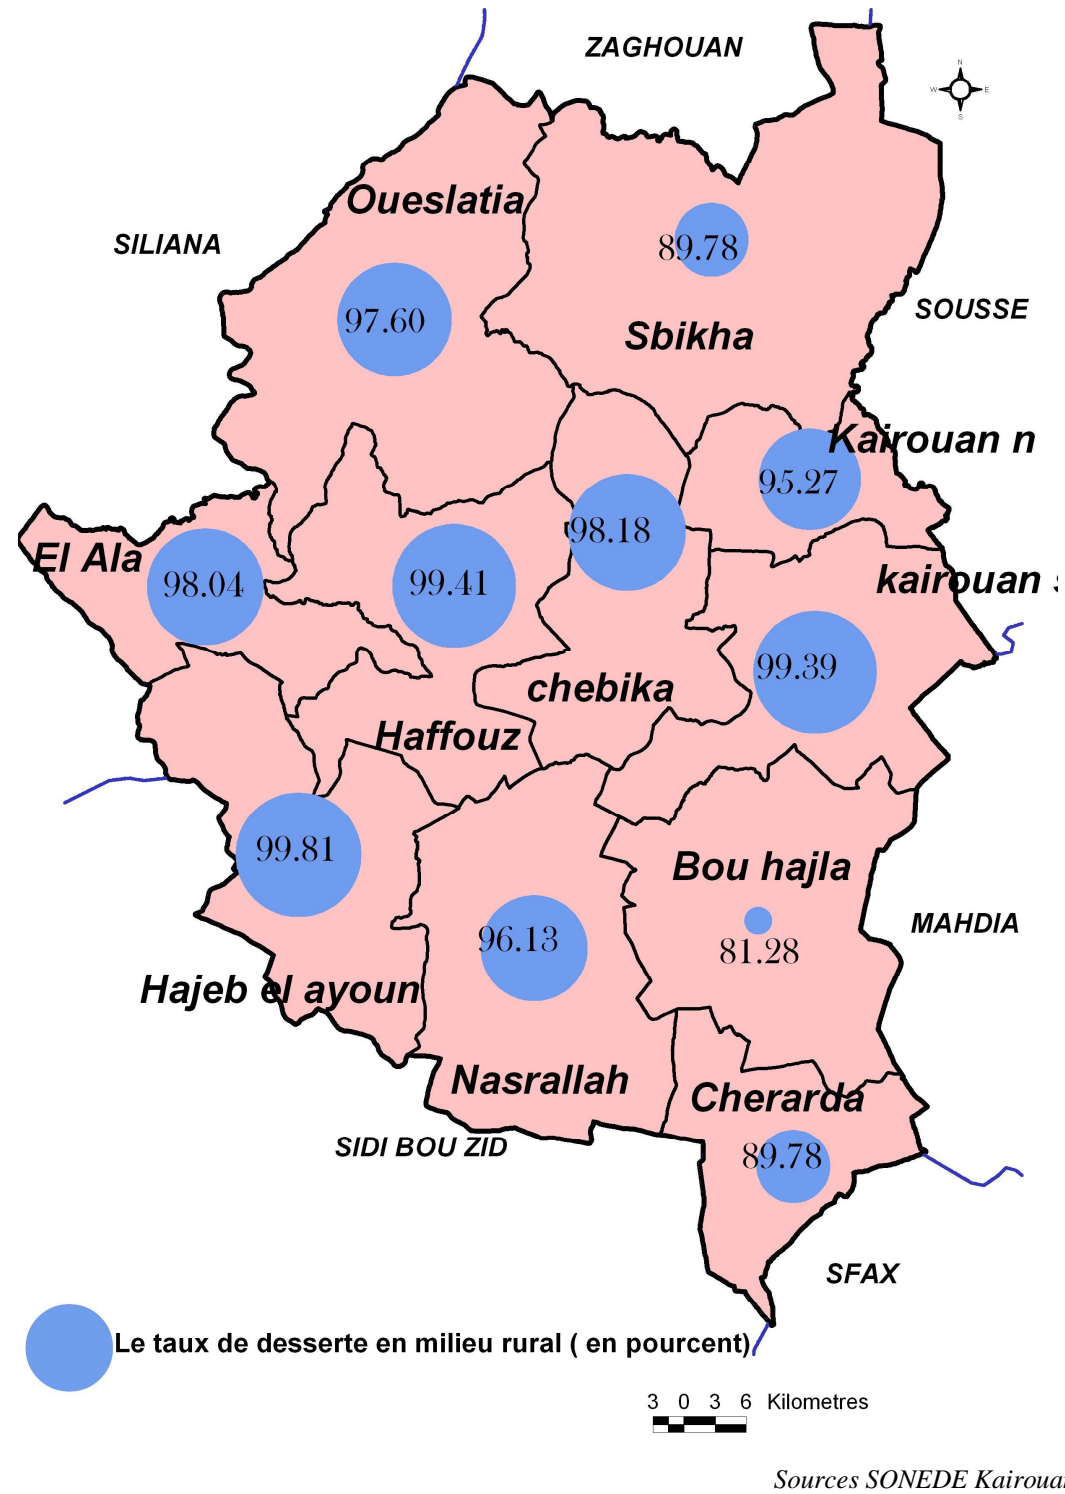 ZAGHOUAN
N
W E
S
Oueslatia
SILIANA
89.78
SOUSSE
97.60
Sbikha
Kairouan n
95.27
98.18
El Ala
98.04
99.41
kairouan s
99.39
chebika
Haffouz
99.81
Bou hajla
MAHDIA
96.13
81.28
Hajeb el ayoun
Nasrallah
Cherarda
SIDI BOU ZID
89.78
SFAX
Le taux de desserte en milieu rural ( en pourcent)
3 0 3 6 Kilometres
Sources SONEDE Kairouan